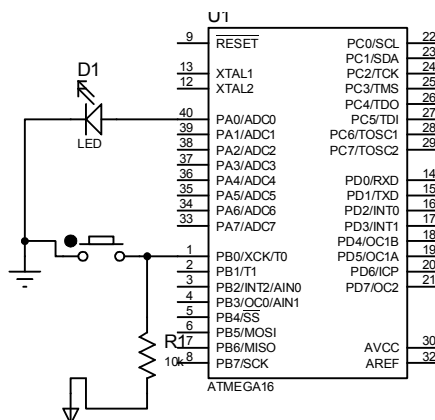 U1
9 RESET PC0/SCL 22
PC1/SDA 23
13 XTAL1 PC2/TCK 24
12 XTAL2 PC3/TMS 25
PC4/TDO 26
D1
40 PA0/ADC0 PC5/TDI 27
39 PA1/ADC1 PC6/TOSC1 28
LED
38 PA2/ADC2 PC7/TOSC2 29
37 PA3/ADC3
36 PA4/ADC4 PD0/RXD 14
35 PA5/ADC5 PD1/TXD 15
34 PA6/ADC6 PD2/INT0 16
33 PA7/ADC7 PD3/INT1 17
PD4/OC1B 18
1 PB0/XCK/T0 PD5/OC1A 19
2 PB1/T1 PD6/ICP 20
3 PB2/INT2/AIN0 PD7/OC2 21
4 PB3/OC0/AIN1
5 PB4/SS
6 PB5/MOSI
R1
7 PB6/MISO AVCC 30
10k
8 PB7/SCK AREF 32
ATMEGA16